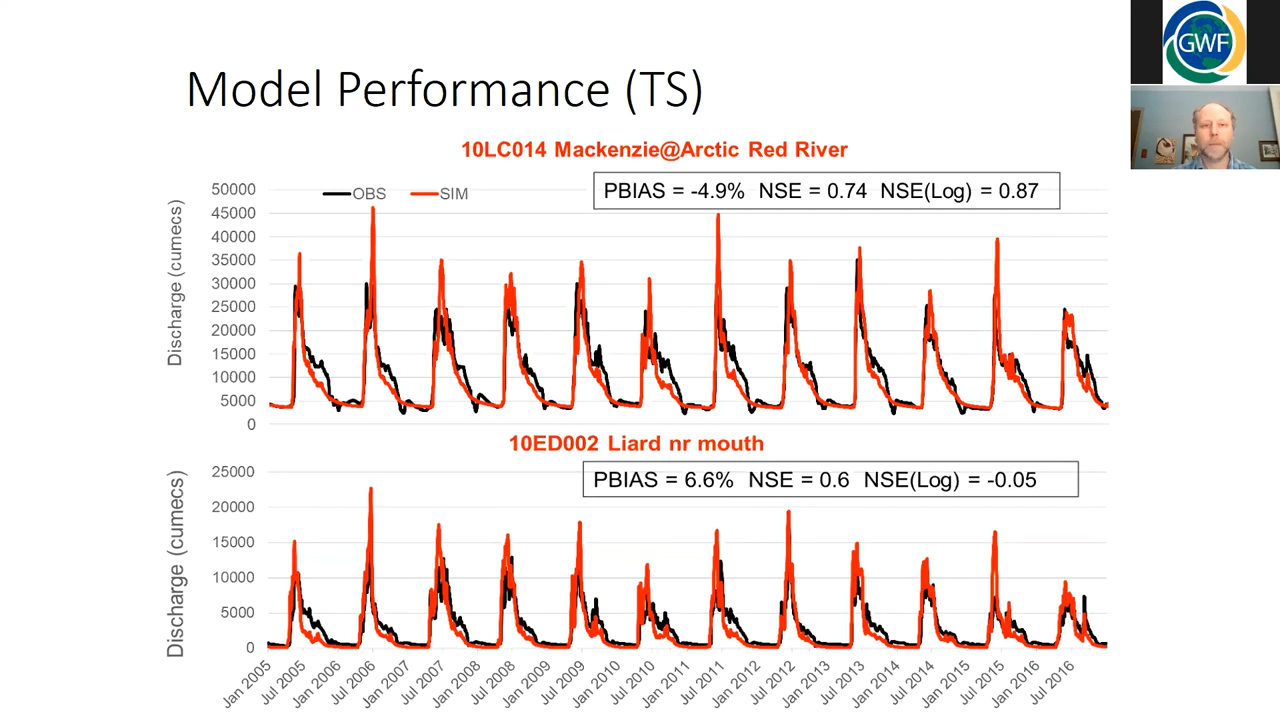 GWF
Model Performance (TS)
10LC014 Mackenzie@Arctic Red River
PBIAS = -4.9% NSE = 0.74 NSE(Log) = 0.87
OBS SIM
Discharge (cumecs)
50000
45000
40000
35000
30000
25000
20000
15000
10000
5000
0
10ED002 Liard nr mouth
PBIAS = 6.6% NSE = 0.6 NSE(Log) = -0.05
Discharge (cumecs)
25000
20000
15000
10000
5000
0
Jan 2005
Jul 2005
Jan 2006
Jul 2006
Jan 2007
Jul 2007
Jan 2008
Jul 2008
Jan 2009
Jul 2009
Jan 2010
Jul 2010
Jan 2011
Jul 2011
Jan 2012
Jul 2012
Jan 2013
Jul 2013
Jan 2014
Jul 2014
Jan 2015
Jul 2015
Jan 2016
Jul 2016